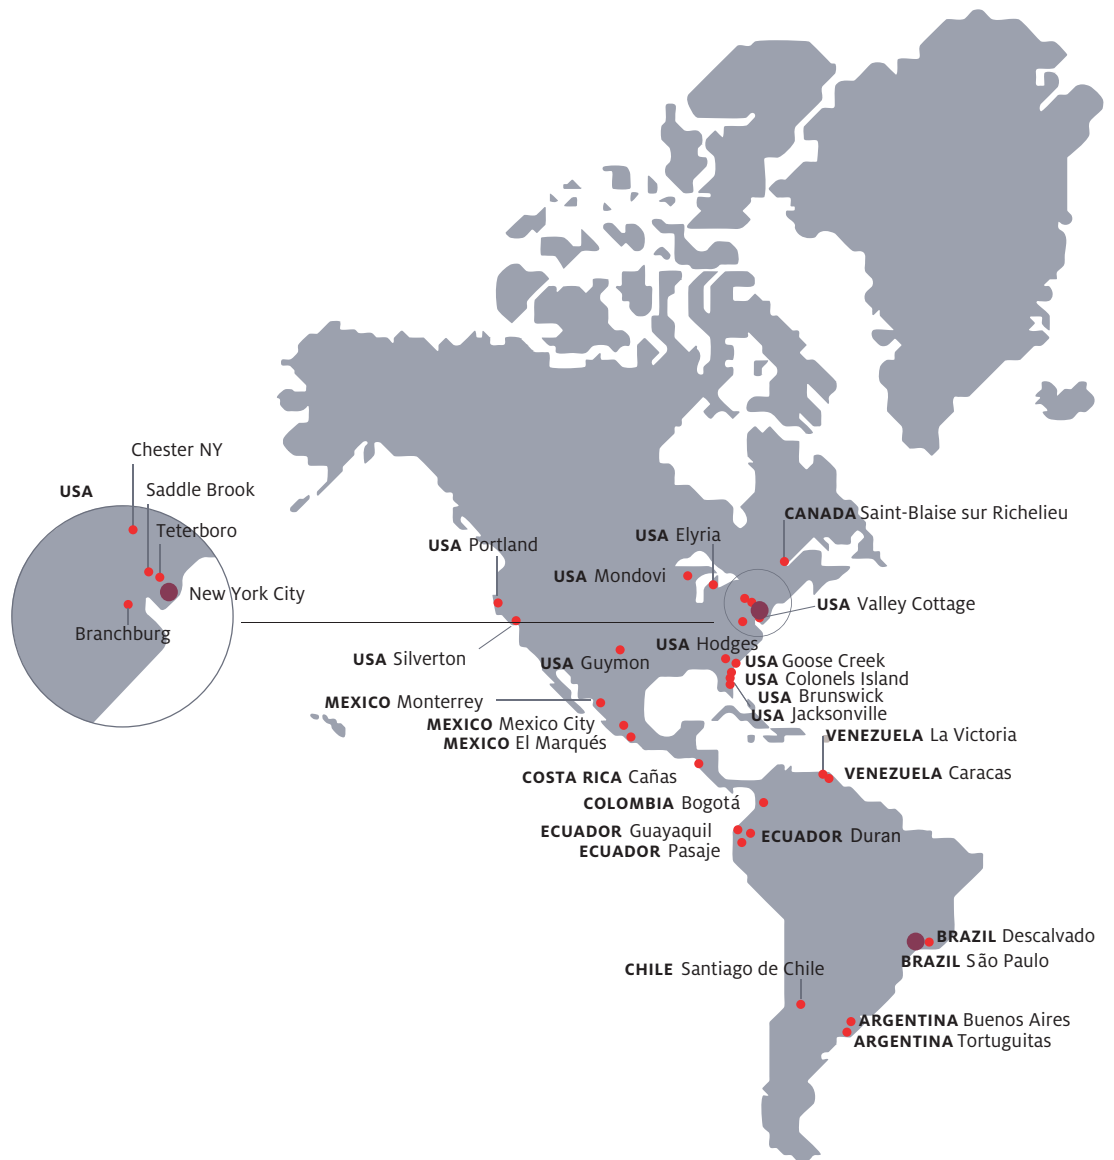 Chester NY
USA
Saddle Brook
Teterboro
New York City
Branchburg
CANADA Saint-Blaise sur Richelieu
USA Elyria
USA Portland
USA Mondovi
USA Valley Cottage
USA Hodges
USA Silverton
USA Guymon
USA Goose Creek
USA Colonels Island
USA Brunswick
USA Jacksonville
MEXICO Monterrey
MEXICO Mexico City
MEXICO El Marqués
VENEZUELA La Victoria
VENEZUELA Caracas
COSTA RICA Cañas
COLOMBIA Bogotá
ECUADOR Guayaquil
ECUADOR Duran
ECUADOR Pasaje
BRAZIL Descalvado
BRAZIL São Paulo
CHILE Santiago de Chile
ARGENTINA Buenos Aires
ARGENTINA Tortuguitas